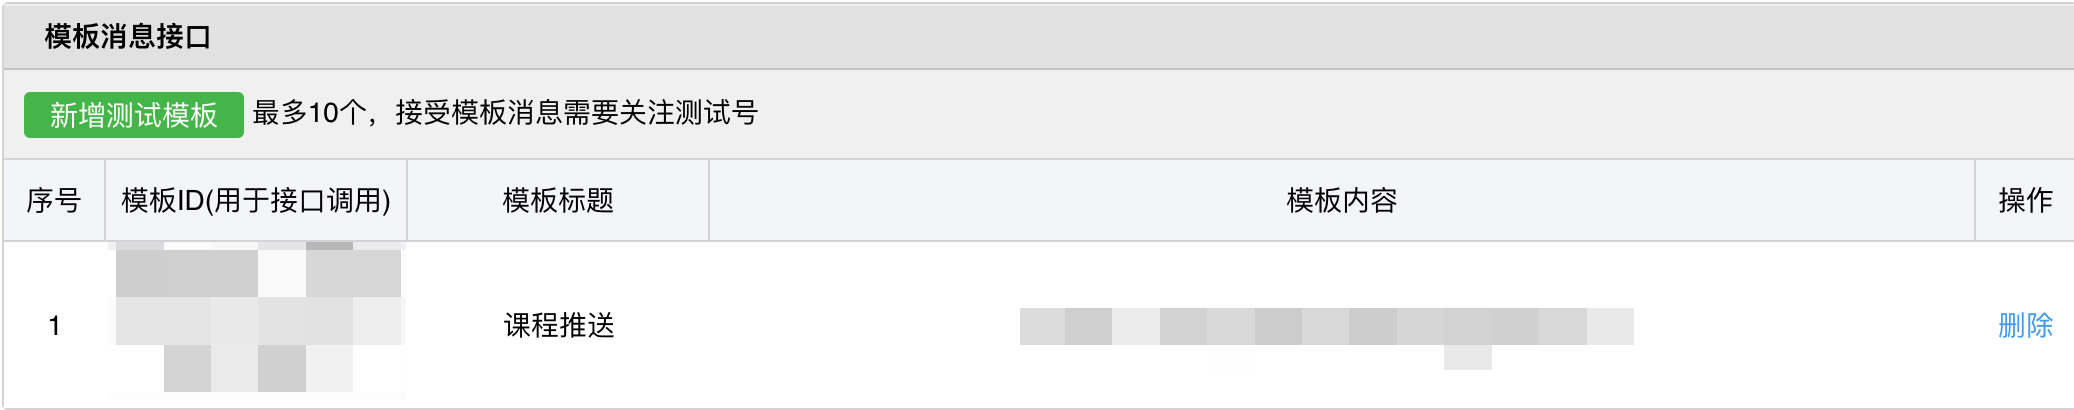 模板消息接口
新增测试模板 最多10个，接受模板消息需要关注测试号
序号 模板ID(用于接口调用) 模板标题 模板内容 操作
1 课程推送 删除